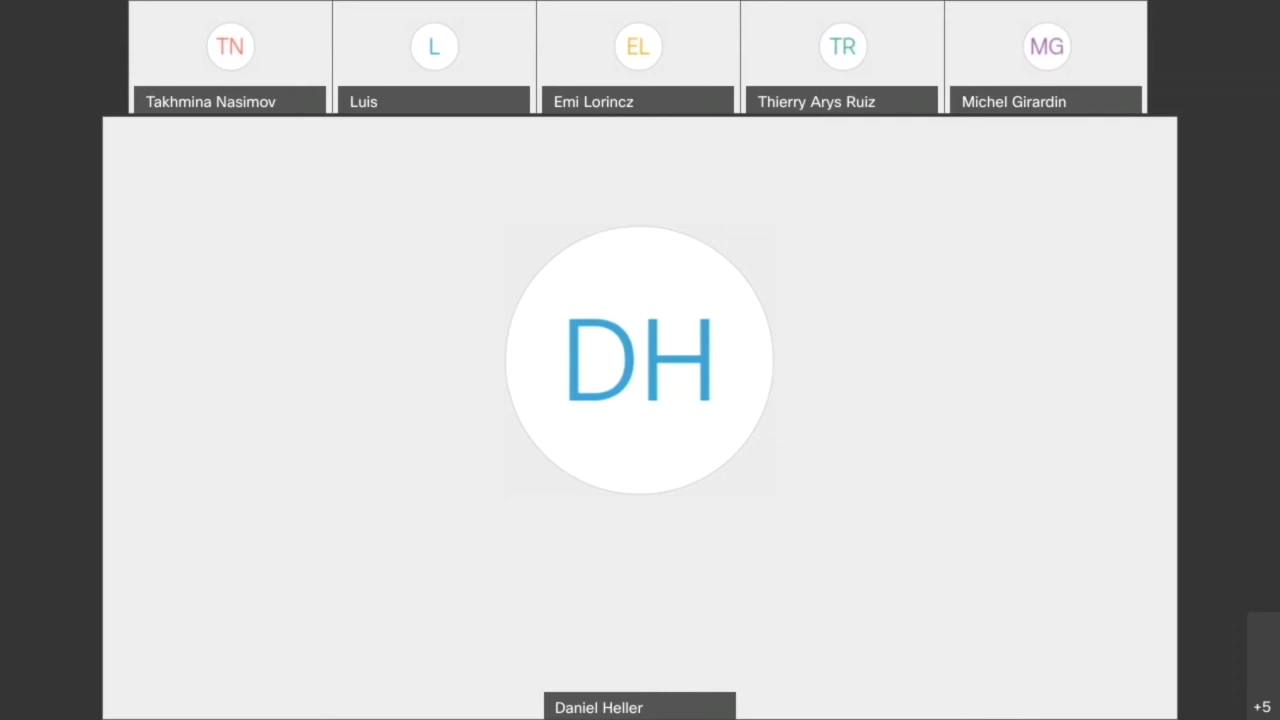 TN
L
EL
TR
MG
Takhmina Nasimov
Luis
Emi Lorincz
Thierry Arys Ruiz
Michel Girardin
DH
Daniel Heller
+5